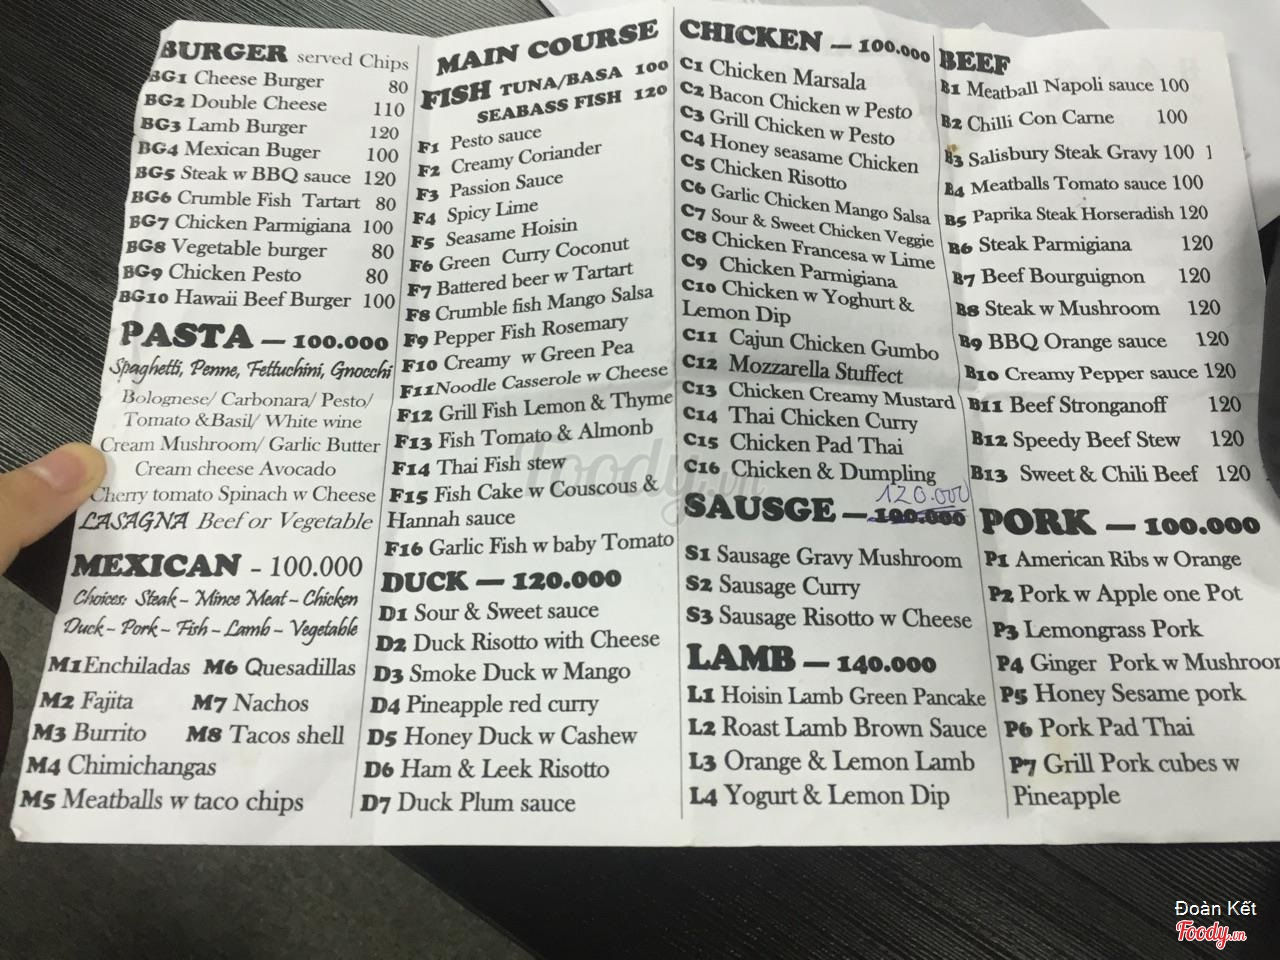 BURGER served Chips
BG1 Cheese Burger 80
BG2 Double Cheese 110
BG3 Lamb Burger 120
BG4 Mexican Buger 100
BG5 Steak w BBQ sauce 120
BG6 Crumble Fish Tartart 80
BG7 Chicken Parmigiana 100
BG8 Vegetable burger 80
BG9 Chicken Pesto 80
BG10 Hawaii Beef Burger 100
PASTA — 100.000
Spaghetti, Penne, Fettuchini, Gnocchi
Bolognese/ Carbonara/ Pesto/
Tomato &Basil/ White wine
Cream Mushroom/ Garlic Butter
Cream cheese Avocado
Cherry tomato Spinach w Cheese
LASAGNA Beef or Vegetable
MEXICAN - 100.000
Choices: Steak – Mince Meat – Chicken
Duck – Pork – Fish – Lamb – Vegetable
M1 Enchiladas M6 Quesadillas
M2 Fajita M7 Nachos
M3 Burrito M8 Tacos shell
M4 Chimichangas
M5 Meatballs w taco chips
MAIN COURSE
FISH TUNA/BASA 100
SEABASS FISH 120
F1 Pesto sauce
F2 Creamy Coriander
F3 Passion Sauce
F4 Spicy Lime
F5 Seasame Hoisin
F6 Green Curry Coconut
F7 Battered beer w Tartart
F8 Crumble fish Mango Salsa
F9 Pepper Fish Rosemary
F10 Creamy w Green Pea
F11 Noodle Casserole w Cheese
F12 Grill Fish Lemon & Thyme
F13 Fish Tomato & Almonb
F14 Thai Fish stew
F15 Fish Cake w Couscous &
Hannah sauce
F16 Garlic Fish w baby Tomato
DUCK — 120.000
D1 Sour & Sweet sauce
D2 Duck Risotto with Cheese
D3 Smoke Duck w Mango
D4 Pineapple red curry
D5 Honey Duck w Cashew
D6 Ham & Leek Risotto
D7 Duck Plum sauce
CHICKEN — 100.000
C1 Chicken Marsala
C2 Bacon Chicken w Pesto
C3 Grill Chicken w Pesto
C4 Honey seasame Chicken
C5 Chicken Risotto
C6 Garlic Chicken Mango Salsa
C7 Sour & Sweet Chicken Veggie
C8 Chicken Francesa w Lime
C9 Chicken Parmigiana
C10 Chicken w Yoghurt &
Lemon Dip
C11 Cajun Chicken Gumbo
C12 Mozzarella Stuffect
C13 Chicken Creamy Mustard
C14 Thai Chicken Curry
C15 Chicken Pad Thai
C16 Chicken & Dumpling
120.000
SAUSGE — 100.000
S1 Sausage Gravy Mushroom
S2 Sausage Curry
S3 Sausage Risotto w Cheese
LAMB — 140.000
L1 Hoisin Lamb Green Pancake
L2 Roast Lamb Brown Sauce
L3 Orange & Lemon Lamb
L4 Yogurt & Lemon Dip
BEEF
B1 Meatball Napoli sauce 100
B2 Chilli Con Carne 100
B3 Salisbury Steak Gravy 100 1
B4 Meatballs Tomato sauce 100
B5 Paprika Steak Horseradish 120
B6 Steak Parmigiana 120
B7 Beef Bourguignon 120
B8 Steak w Mushroom 120
B9 BBQ Orange sauce 120
B10 Creamy Pepper sauce 120
B11 Beef Stronganoff 120
B12 Speedy Beef Stew 120
B13 Sweet & Chili Beef 120
PORK — 100.000
P1 American Ribs w Orange
P2 Pork w Apple one Pot
P3 Lemongrass Pork
P4 Ginger Pork w Mushroom
P5 Honey Sesame pork
P6 Pork Pad Thai
P7 Grill Pork cubes w
Pineapple
Foody.vn
Đoàn Kết
Foody.vn